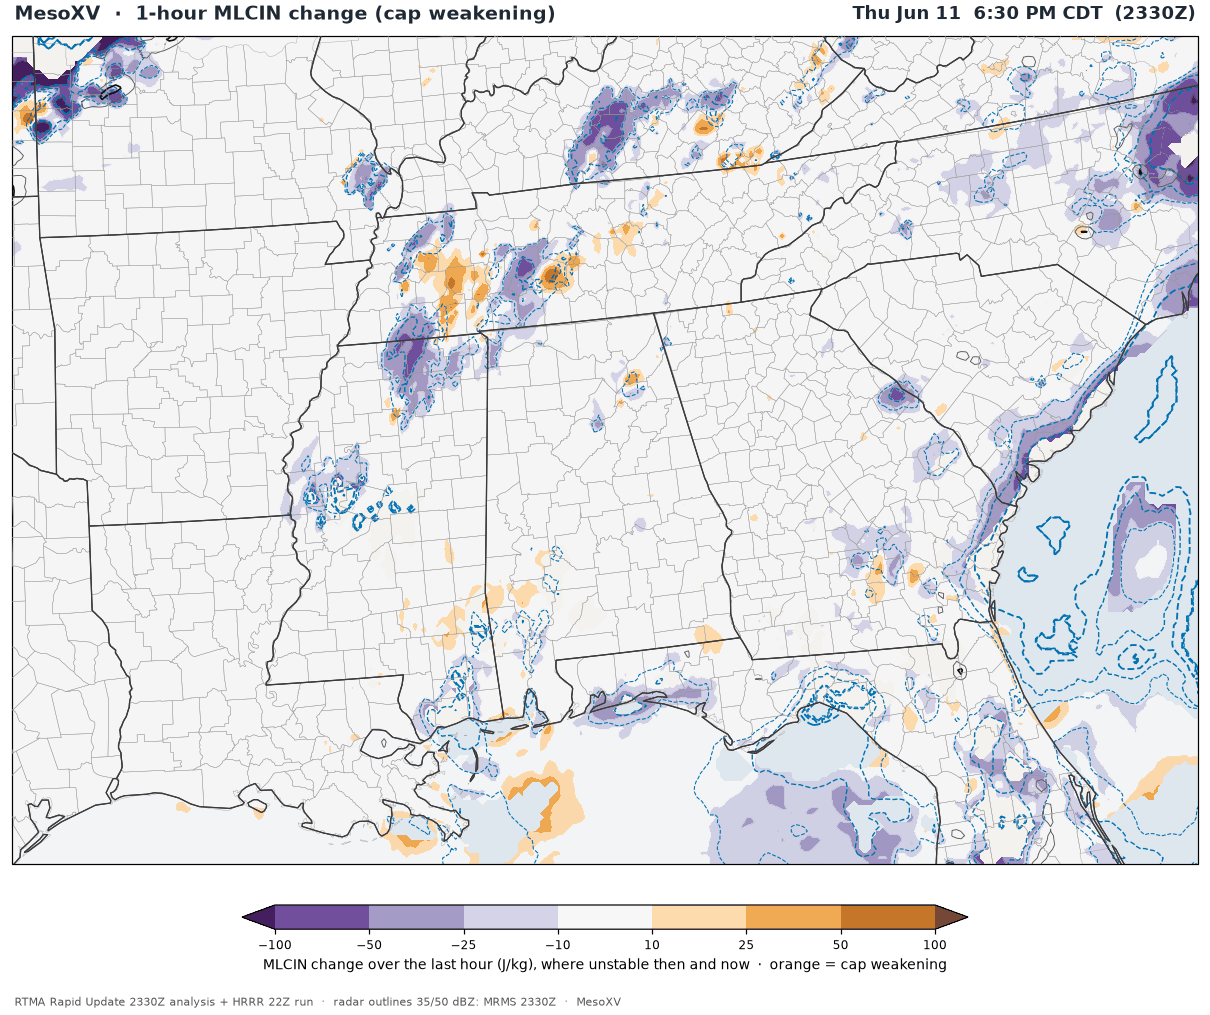 MesoXV · 1-hour MLCIN change (cap weakening)
Thu Jun 11 6:30 PM CDT (2330Z)
−100 −50 −25 −10 10 25 50 100
MLCIN change over the last hour (J/kg), where unstable then and now · orange = cap weakening
RTMA Rapid Update 2330Z analysis + HRRR 22Z run · radar outlines 35/50 dBZ: MRMS 2330Z · MesoXV